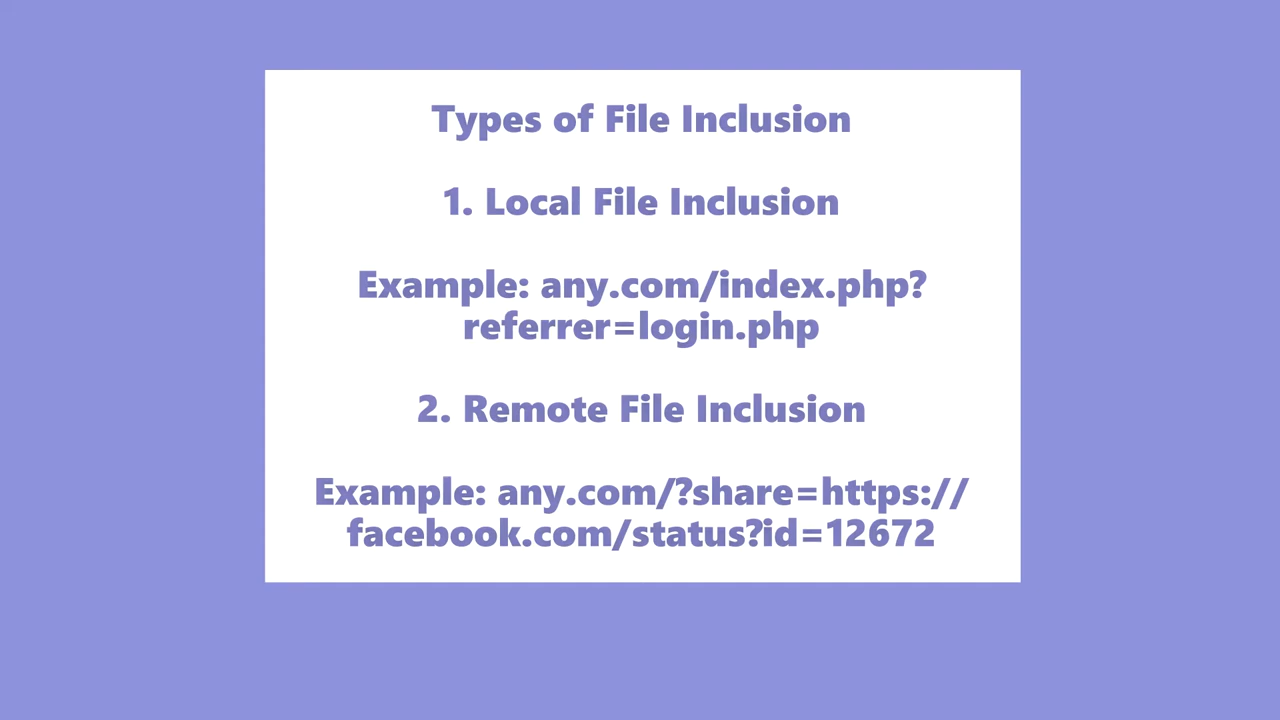 Types of File Inclusion
1. Local File Inclusion
Example: any.com/index.php?
referrer=login.php
2. Remote File Inclusion
Example: any.com/?share=https://
facebook.com/status?id=12672